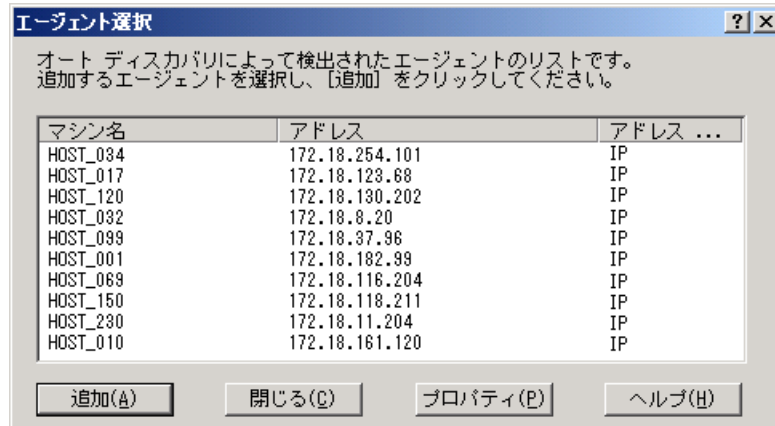 エージェント選択
オート ディスカバリによって検出されたエージェントのリストです。
追加するエージェントを選択し、[追加] をクリックしてください。
マシン名 アドレス アドレス ...
HOST_034 172.18.254.101 IP
HOST_017 172.18.123.68 IP
HOST_120 172.18.130.202 IP
HOST_032 172.18.8.20 IP
HOST_099 172.18.37.96 IP
HOST_001 172.18.182.99 IP
HOST_069 172.18.116.204 IP
HOST_150 172.18.118.211 IP
HOST_230 172.18.11.204 IP
HOST_010 172.18.161.120 IP
追加(A) 閉じる(C) プロパティ(P) ヘルプ(H)